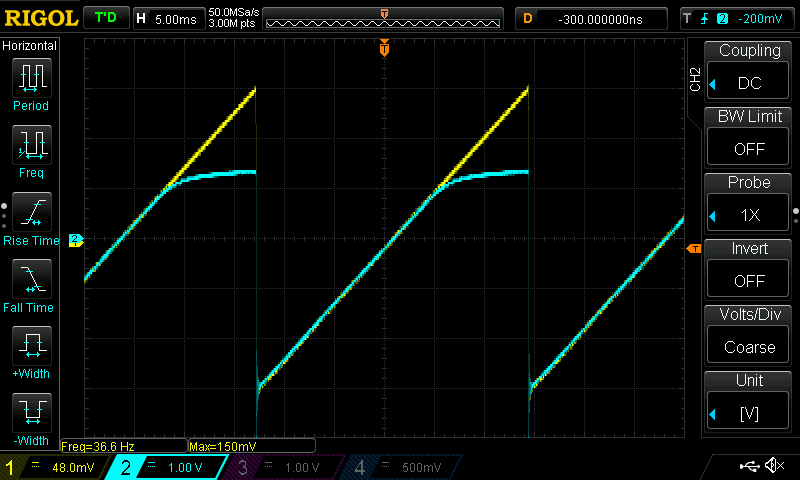 RIGOL T'D H 5.00ms 50.0MSa/s 3.00M pts T D -300.000000ns T 2 -200mV
Horizontal
Period
Freq
Rise Time
Fall Time
+Width
-Width
T
2
T
Freq=36.6 Hz Max=150mV
CH2
Coupling
DC
BW Limit
OFF
Probe
1X
Invert
OFF
Volts/Div
Coarse
Unit
[V]
1 48.0mV 2 1.00 V 3 1.00 V 4 500mV